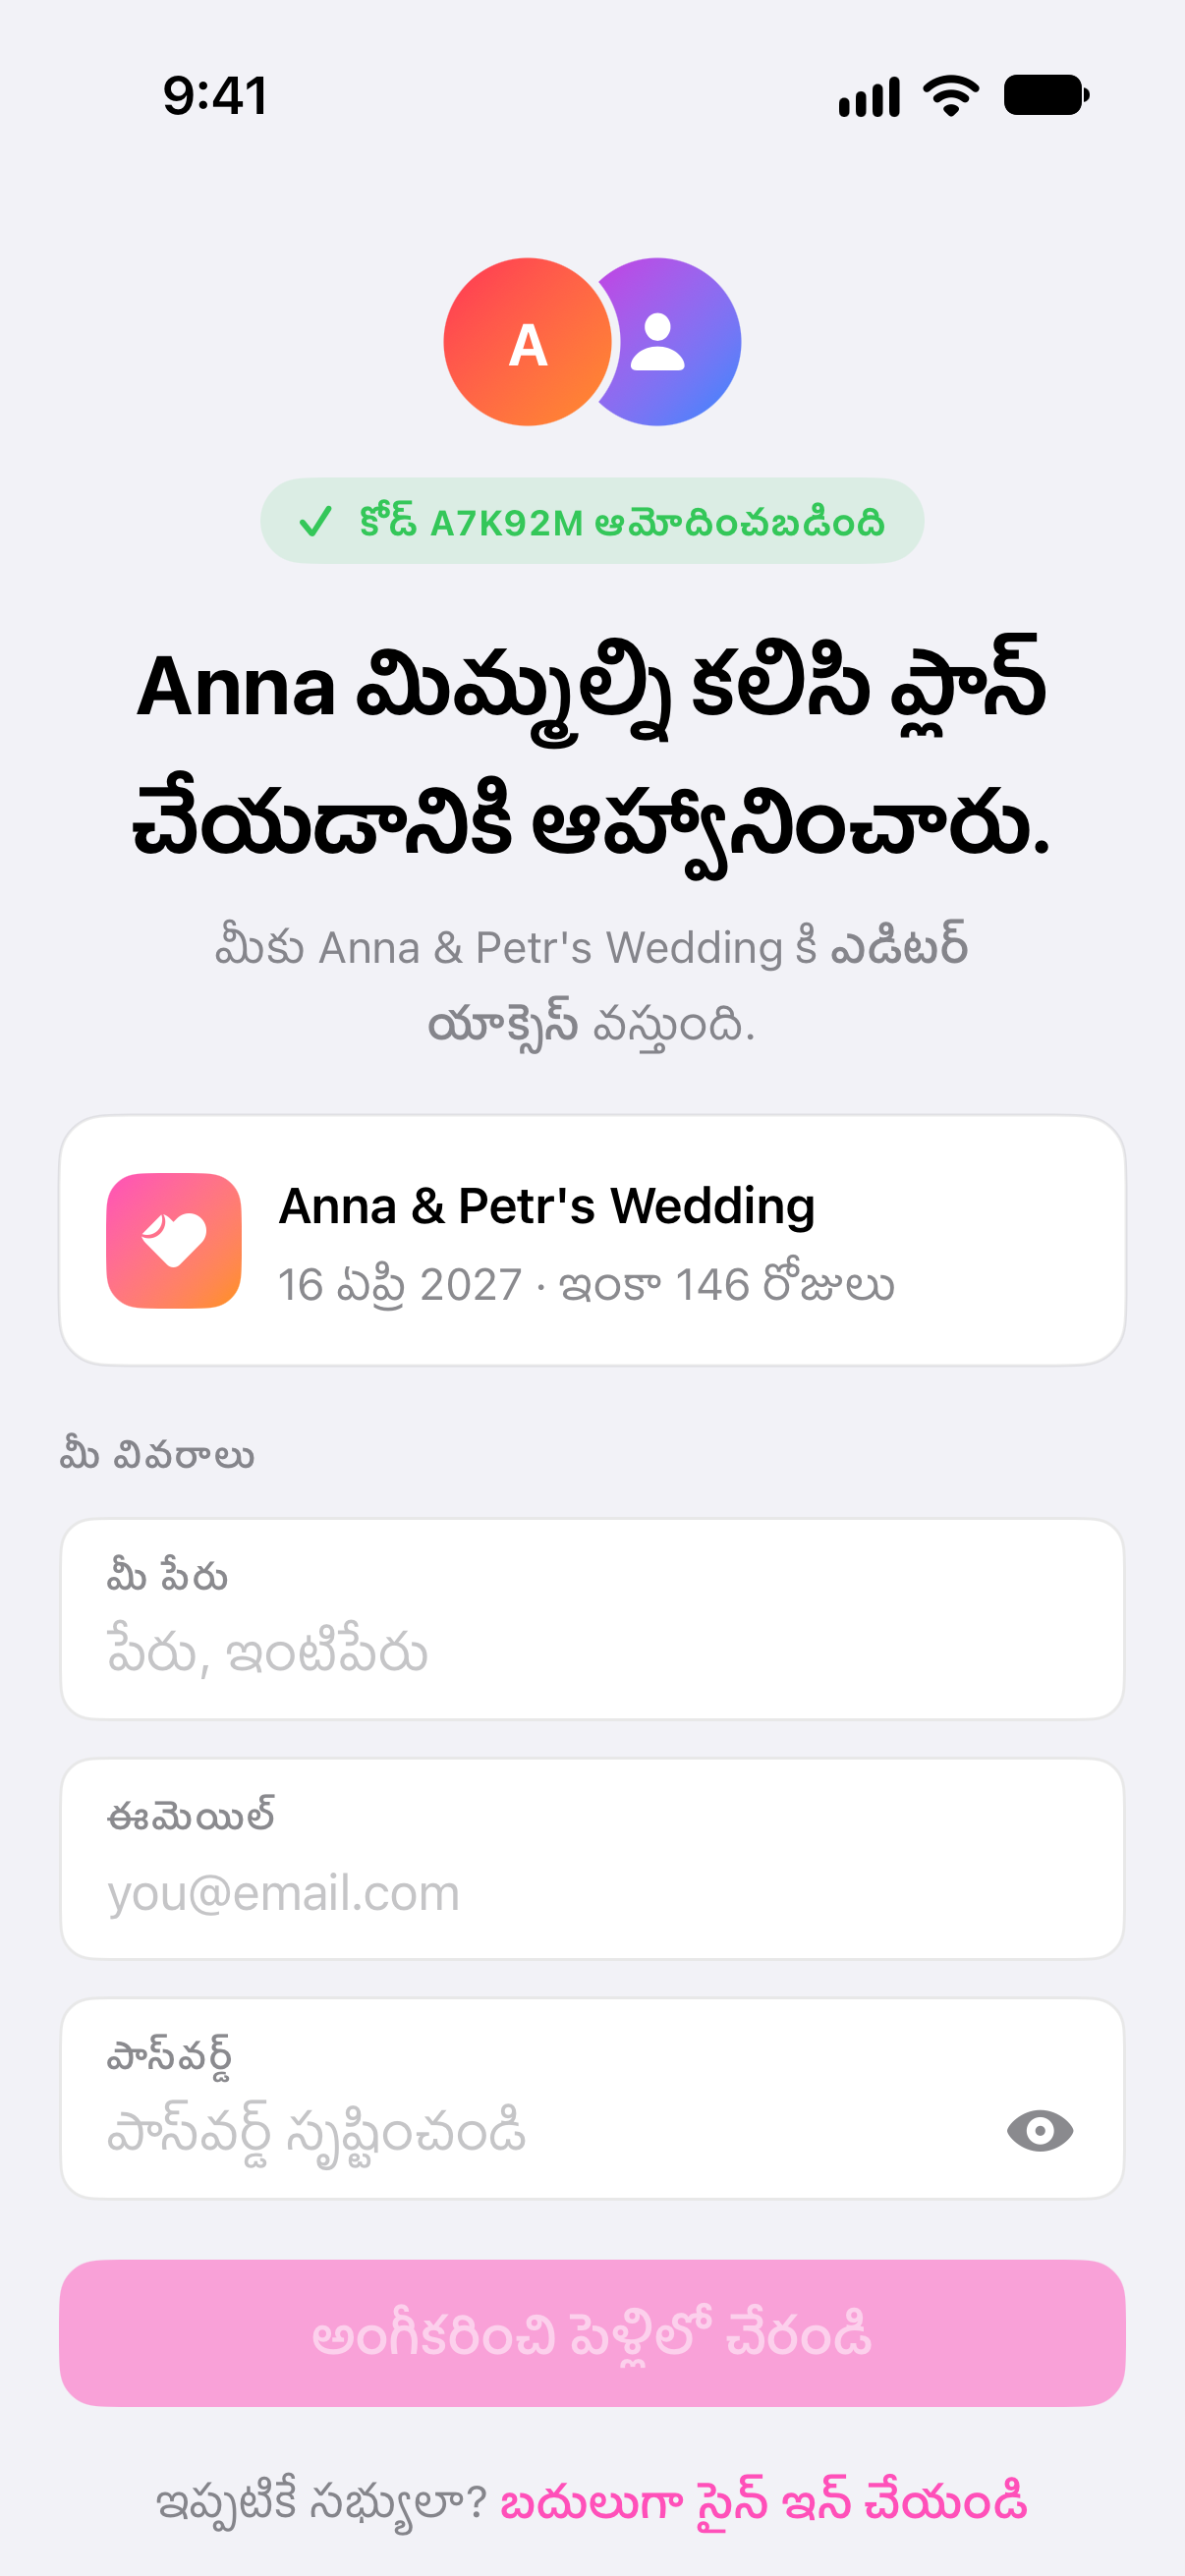 9:41
A
కోడ్ A7K92M ఆమోదించబడింది
Anna మిమ్మల్ని కలిసి ప్లాన్
చేయడానికి ఆహ్వానించారు.
మీకు Anna & Petr's Wedding కి ఎడిటర్
యాక్సెస్ వస్తుంది.
Anna & Petr's Wedding
16 ఏప్రి 2027 · ఇంకా 146 రోజులు
మీ వివరాలు
మీ పేరు
పేరు, ఇంటిపేరు
ఈమెయిల్
you@email.com
పాస్‌వర్డ్
పాస్‌వర్డ్ సృష్టించండి
అంగీకరించి పెళ్లిలో చేరండి
ఇప్పటికే సభ్యులా? బదులుగా సైన్ ఇన్ చేయండి